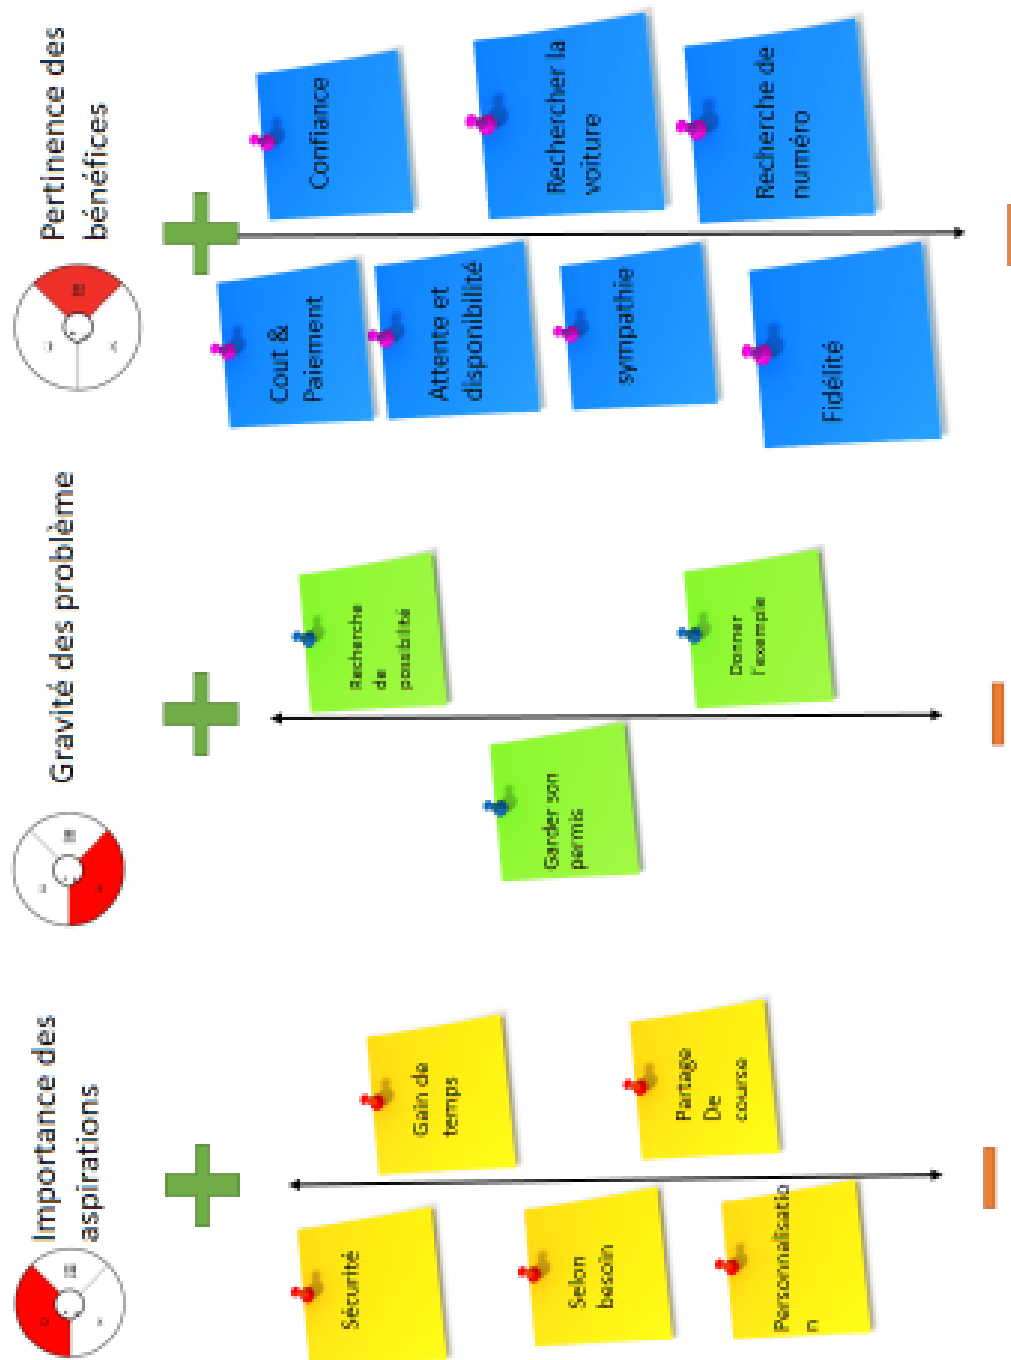 Importance des
aspirations
Sécurité
Gain de
temps
Selon
besoin
Partage
De
course
Personnalisatio
n
Gravité des problème
Recherche
de
possibilité
Garder son
permis
Donner
l'exemple
Pertinence des
bénéfices
Confiance
Cout &
Paiement
Attente et
disponibilité
Rechercher la
voiture
sympathie
Recherche de
numéro
Fidélité